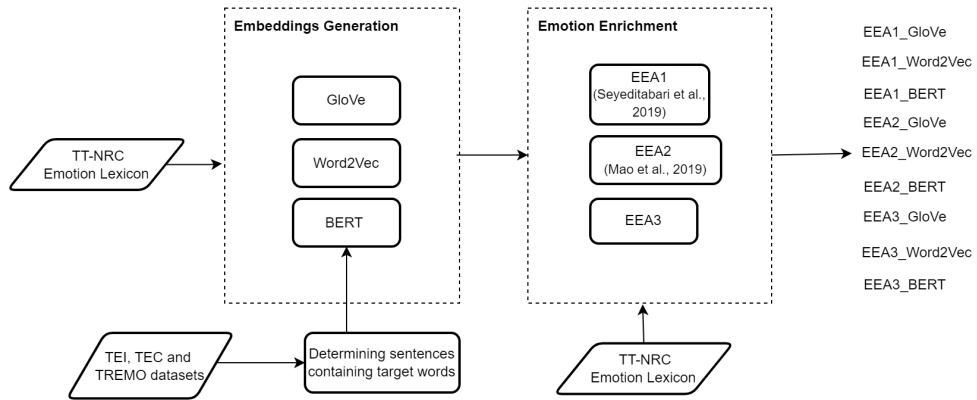 Embeddings Generation
GloVe
Word2Vec
BERT
TT-NRC
Emotion Lexicon
TEI, TEC and
TREMO datasets
Determining sentences
containing target words
Emotion Enrichment
EEA1
(Seyeditabari et al.,
2019)
EEA2
(Mao et al., 2019)
EEA3
TT-NRC
Emotion Lexicon
EEA1_GloVe
EEA1_Word2Vec
EEA1_BERT
EEA2_GloVe
EEA2_Word2Vec
EEA2_BERT
EEA3_GloVe
EEA3_Word2Vec
EEA3_BERT